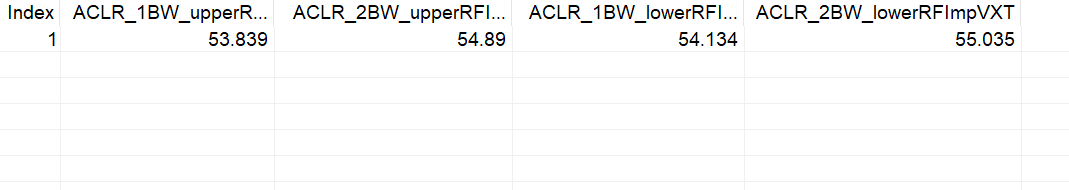 Index ACLR_1BW_upperR... ACLR_2BW_upperRFI... ACLR_1BW_lowerRFI... ACLR_2BW_lowerRFImpVXT
1 53.839 54.89 54.134 55.035